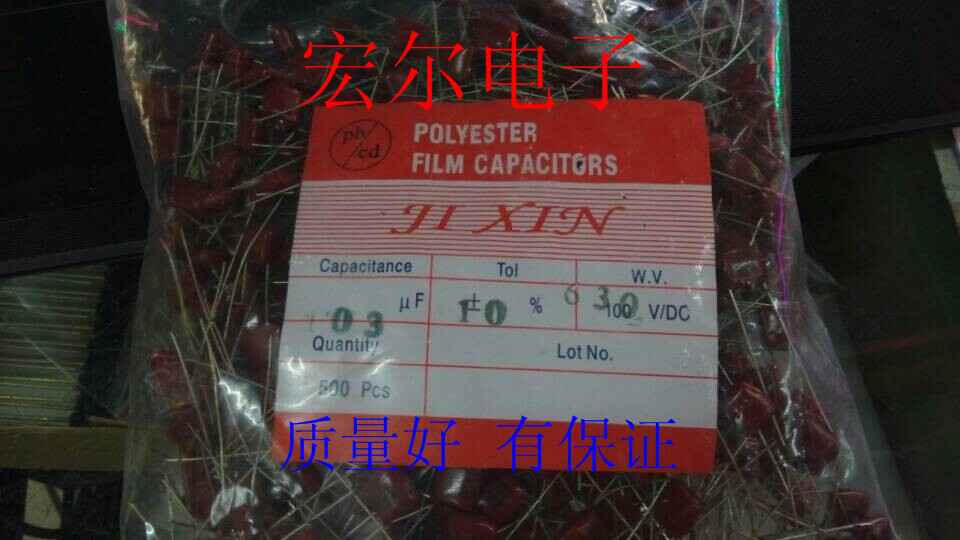 宏尔电子
pb/cd
POLYESTER
FILM CAPACITORS
JI XIN
Capacitance Tol W.V.
103 μF ±10 % 630 100 V/DC
Quantity Lot No.
500 Pcs
质量好 有保证